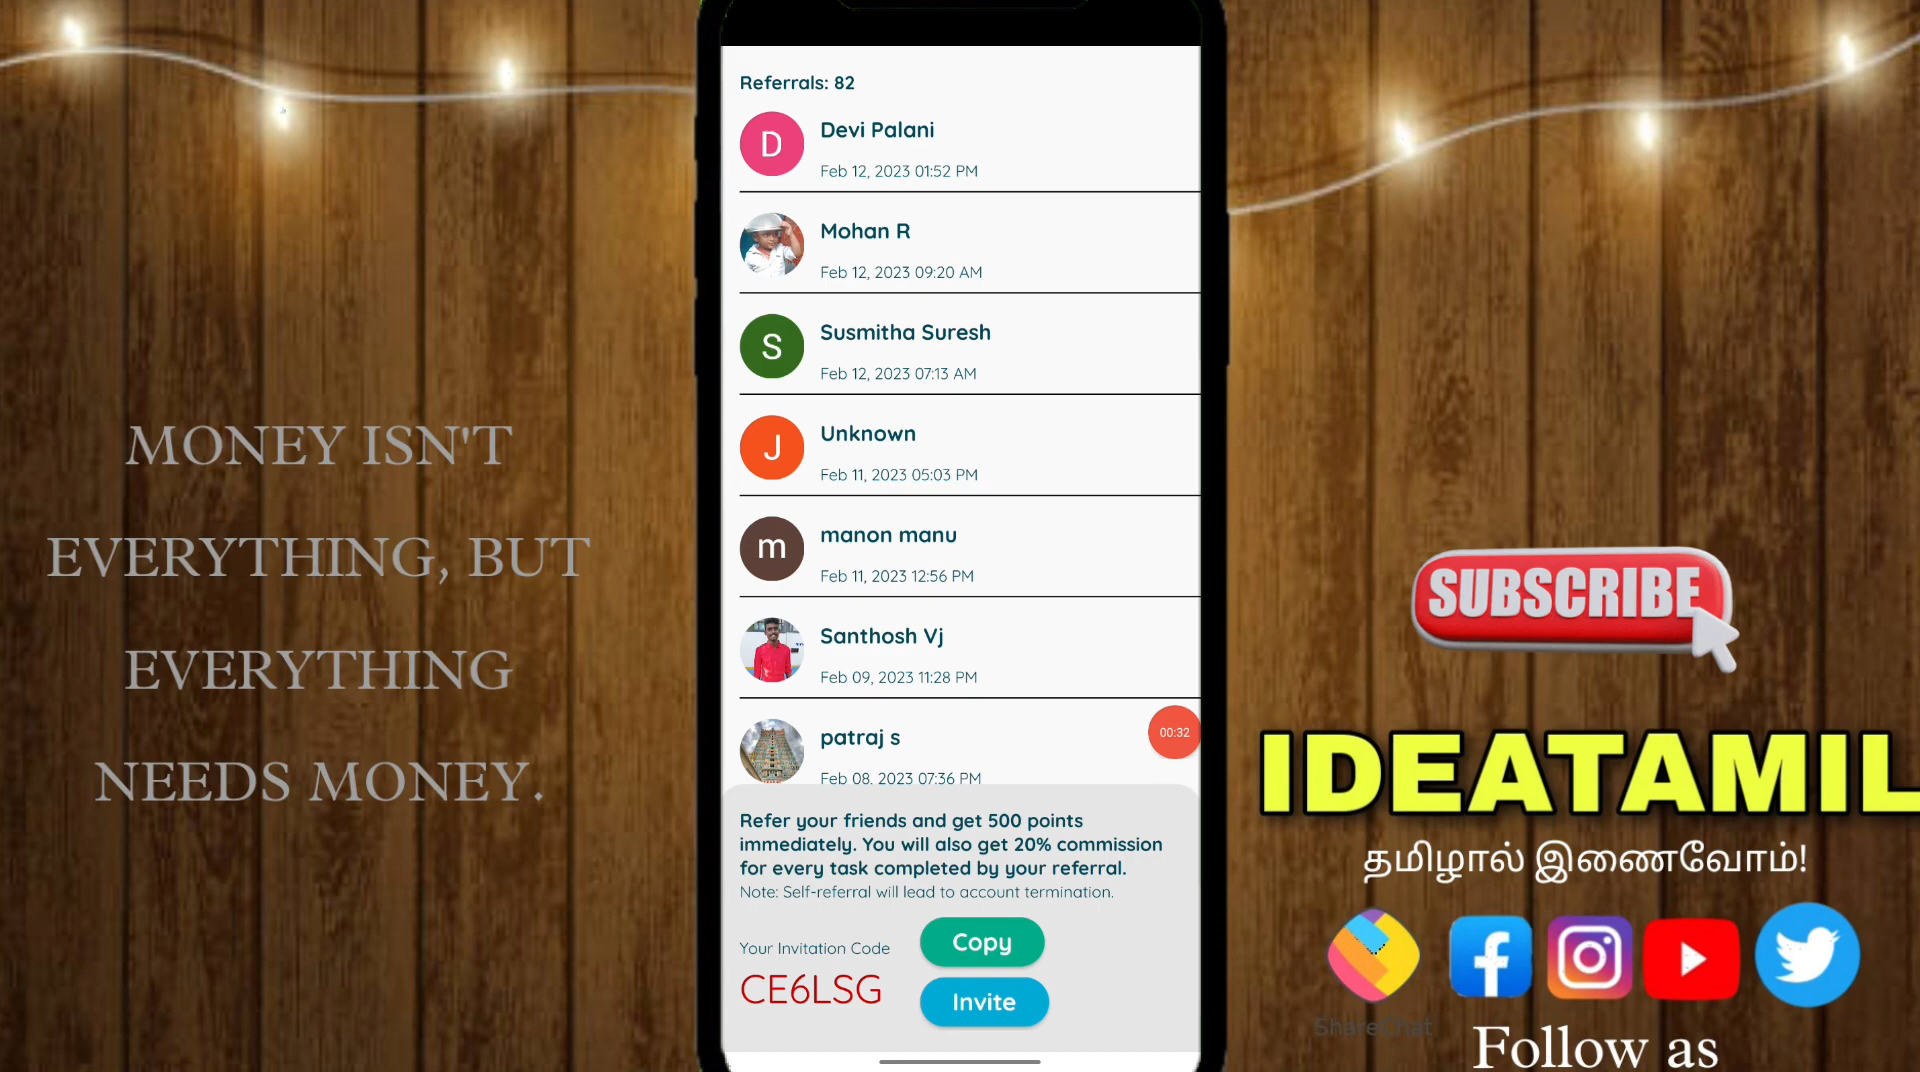 MONEY ISN'T
EVERYTHING, BUT
EVERYTHING
NEEDS MONEY.
Referrals: 82
D
Devi Palani
Feb 12, 2023 01:52 PM
Mohan R
Feb 12, 2023 09:20 AM
S
Susmitha Suresh
Feb 12, 2023 07:13 AM
J
Unknown
Feb 11, 2023 05:03 PM
m
manon manu
Feb 11, 2023 12:56 PM
Santhosh Vj
Feb 09, 2023 11:28 PM
patraj s
Feb 08, 2023 07:36 PM
00:32
Refer your friends and get 500 points
immediately. You will also get 20% commission
for every task completed by your referral.
Note: Self-referral will lead to account termination.
Your Invitation Code
CE6LSG
Copy
Invite
SUBSCRIBE
IDEATAMIL
தமிழால் இணைவோம்!
ShareChat
Follow as